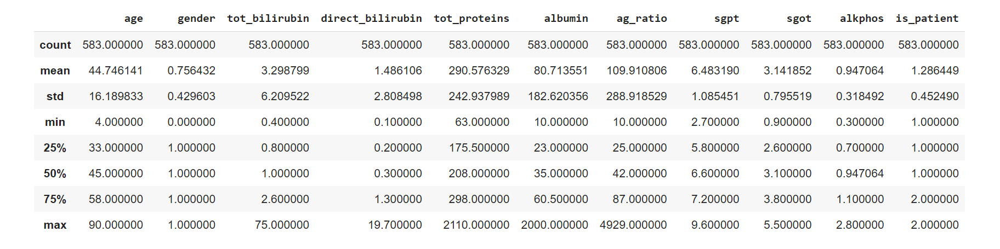 age gender tot_bilirubin direct_bilirubin tot_proteins albumin ag_ratio sgpt sgot alkphos is_patient
count 583.000000 583.000000 583.000000 583.000000 583.000000 583.000000 583.000000 583.000000 583.000000 583.000000 583.000000
mean 44.746141 0.756432 3.298799 1.486106 290.576329 80.713551 109.910806 6.483190 3.141852 0.947064 1.286449
std 16.189833 0.429603 6.209522 2.808498 242.937989 182.620356 288.918529 1.085451 0.795519 0.318492 0.452490
min 4.000000 0.000000 0.400000 0.100000 63.000000 10.000000 10.000000 2.700000 0.900000 0.300000 1.000000
25% 33.000000 1.000000 0.800000 0.200000 175.500000 23.000000 25.000000 5.800000 2.600000 0.700000 1.000000
50% 45.000000 1.000000 1.000000 0.300000 208.000000 35.000000 42.000000 6.600000 3.100000 0.947064 1.000000
75% 58.000000 1.000000 2.600000 1.300000 298.000000 60.500000 87.000000 7.200000 3.800000 1.100000 2.000000
max 90.000000 1.000000 75.000000 19.700000 2110.000000 2000.000000 4929.000000 9.600000 5.500000 2.800000 2.000000